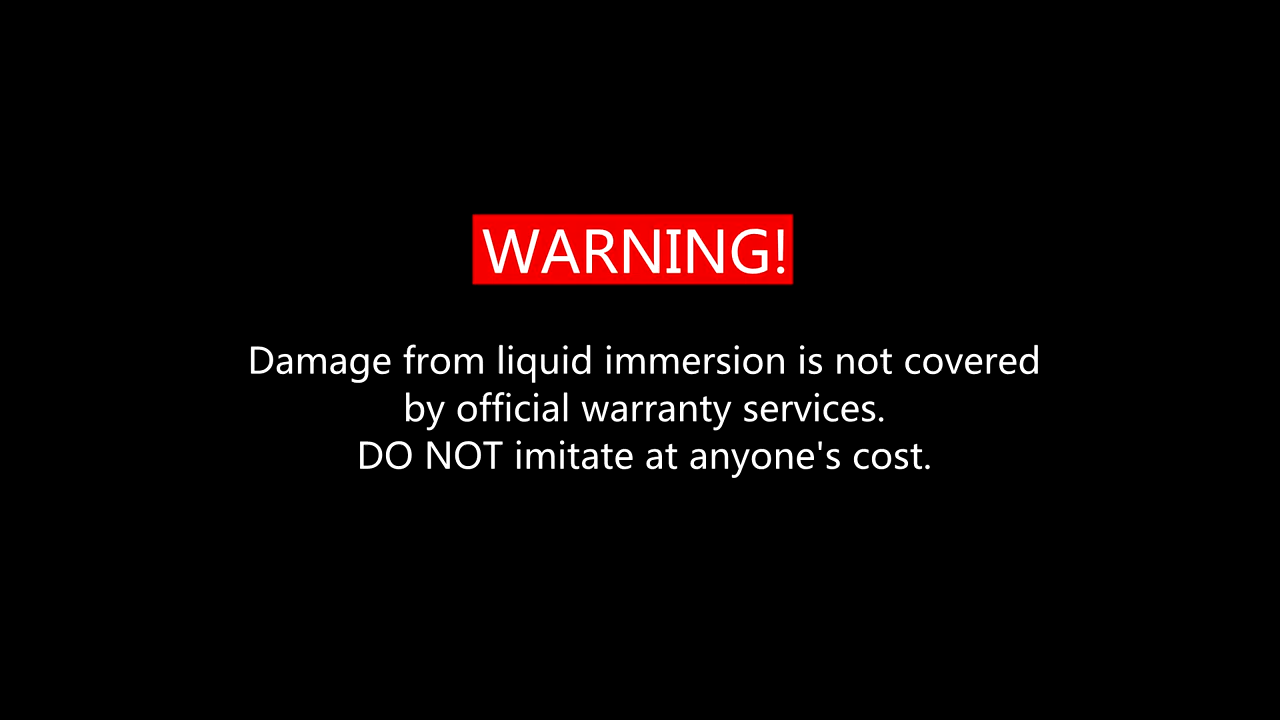 WARNING!
Damage from liquid immersion is not covered
by official warranty services.
DO NOT imitate at anyone's cost.